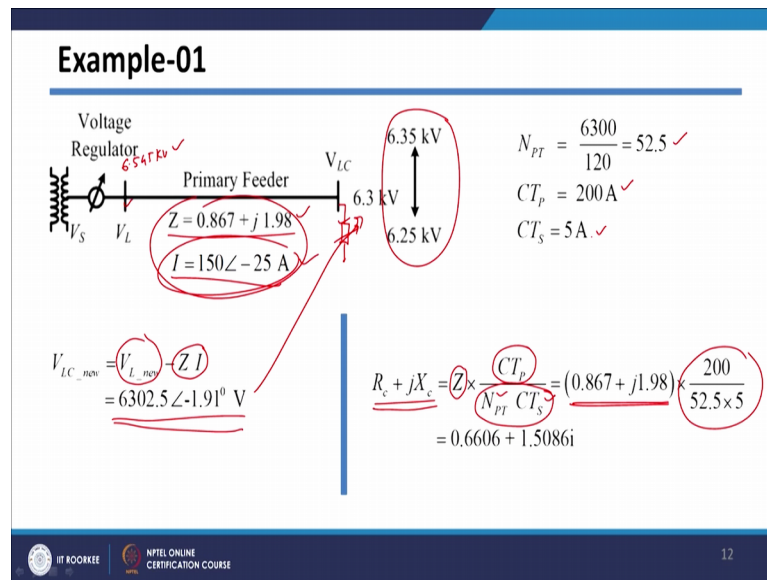 Example-01
Voltage
Regulator
6.545 kV
V_S
V_L
Primary Feeder
Z = 0.867 + j 1.98
I = 150∠−25 A
V_LC
6.3 kV
6.35 kV
6.25 kV
N_PT = 6300/120 = 52.5
CT_P = 200 A
CT_S = 5 A
V_LC_new = V_L_new − Z I
= 6302.5∠-1.91⁰ V
R_c + jX_c = Z × CT_P/(N_PT CT_S) = (0.867 + j1.98) × 200/(52.5×5)
= 0.6606 + 1.5086i
IIT ROORKEE
NPTEL ONLINE
CERTIFICATION COURSE
12